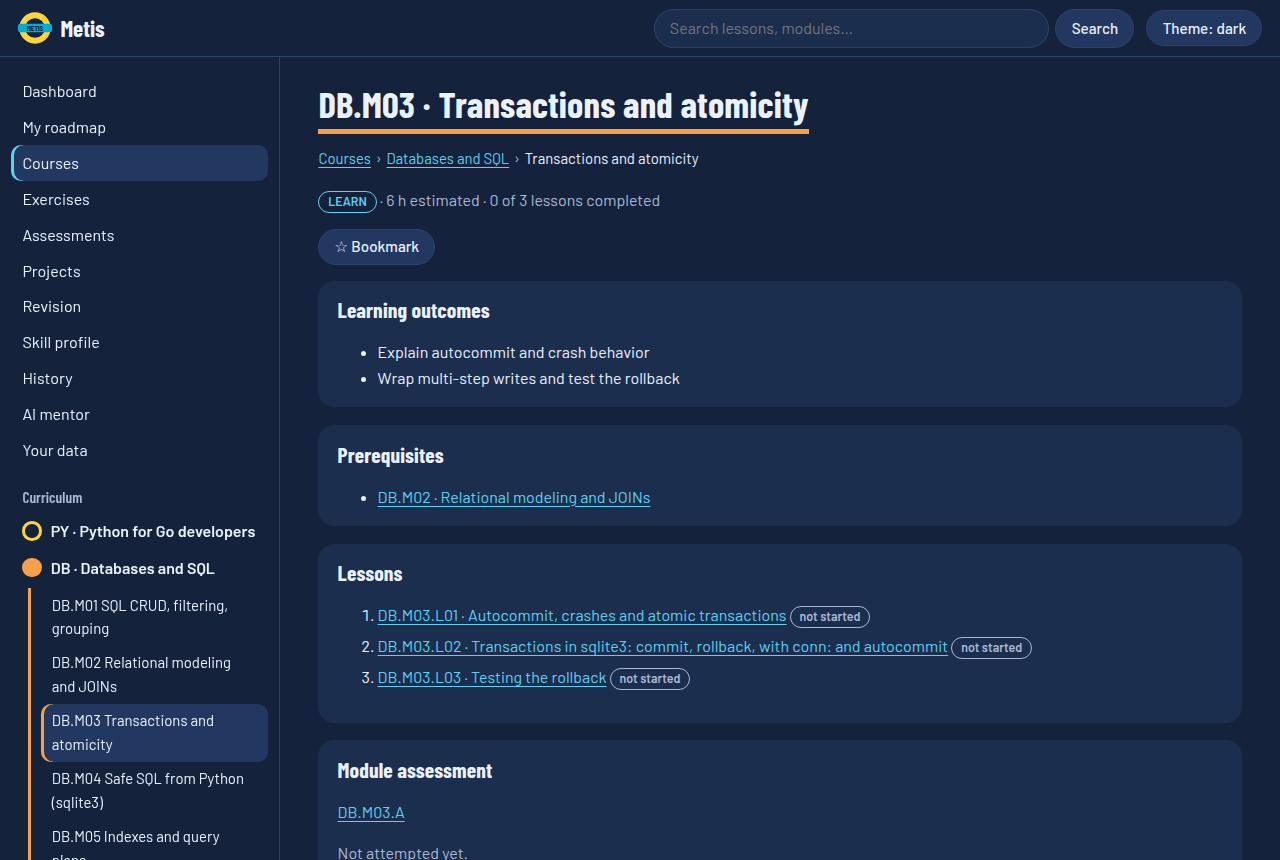 METIS
Metis
Search lessons, modules...
Search
Theme: dark
Dashboard
My roadmap
Courses
Exercises
Assessments
Projects
Revision
Skill profile
History
AI mentor
Your data
Curriculum
PY · Python for Go developers
DB · Databases and SQL
DB.M01 SQL CRUD, filtering,
grouping
DB.M02 Relational modeling
and JOINs
DB.M03 Transactions and
atomicity
DB.M04 Safe SQL from Python
(sqlite3)
DB.M05 Indexes and query
plans
DB.M03 · Transactions and atomicity
Courses › Databases and SQL › Transactions and atomicity
LEARN · 6 h estimated · 0 of 3 lessons completed
☆ Bookmark
Learning outcomes
• Explain autocommit and crash behavior
• Wrap multi-step writes and test the rollback
Prerequisites
• DB.M02 · Relational modeling and JOINs
Lessons
1. DB.M03.L01 · Autocommit, crashes and atomic transactions not started
2. DB.M03.L02 · Transactions in sqlite3: commit, rollback, with conn: and autocommit not started
3. DB.M03.L03 · Testing the rollback not started
Module assessment
DB.M03.A
Not attempted yet.